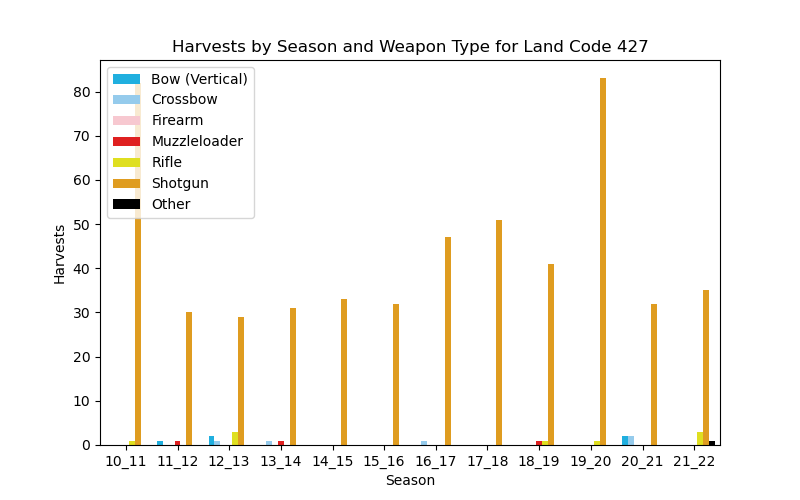 Harvests by Season and Weapon Type for Land Code 427
Bow (Vertical)
Crossbow
Firearm
Muzzleloader
Rifle
Shotgun
Other
Harvests
80
70
60
50
40
30
20
10
0
10_11 11_12 12_13 13_14 14_15 15_16 16_17 17_18 18_19 19_20 20_21 21_22
Season